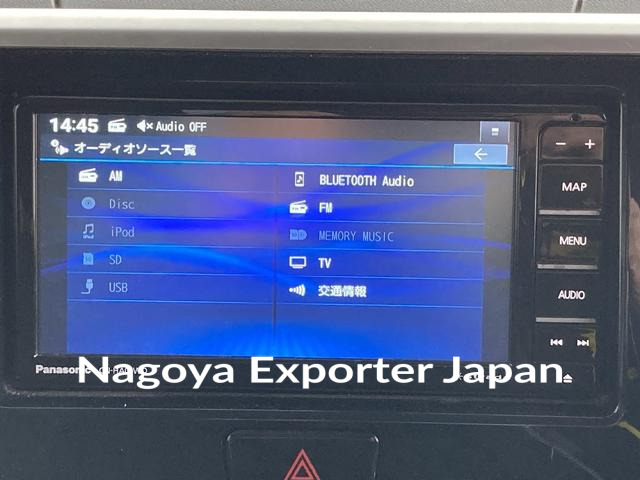 14:45 Audio OFF
オーディオソース一覧
AM
BLUETOOTH Audio
Disc
FM
iPod
MEMORY MUSIC
SD
TV
USB
交通情報
− +
MAP
MENU
AUDIO
Panasonic
Nagoya Exporter Japan